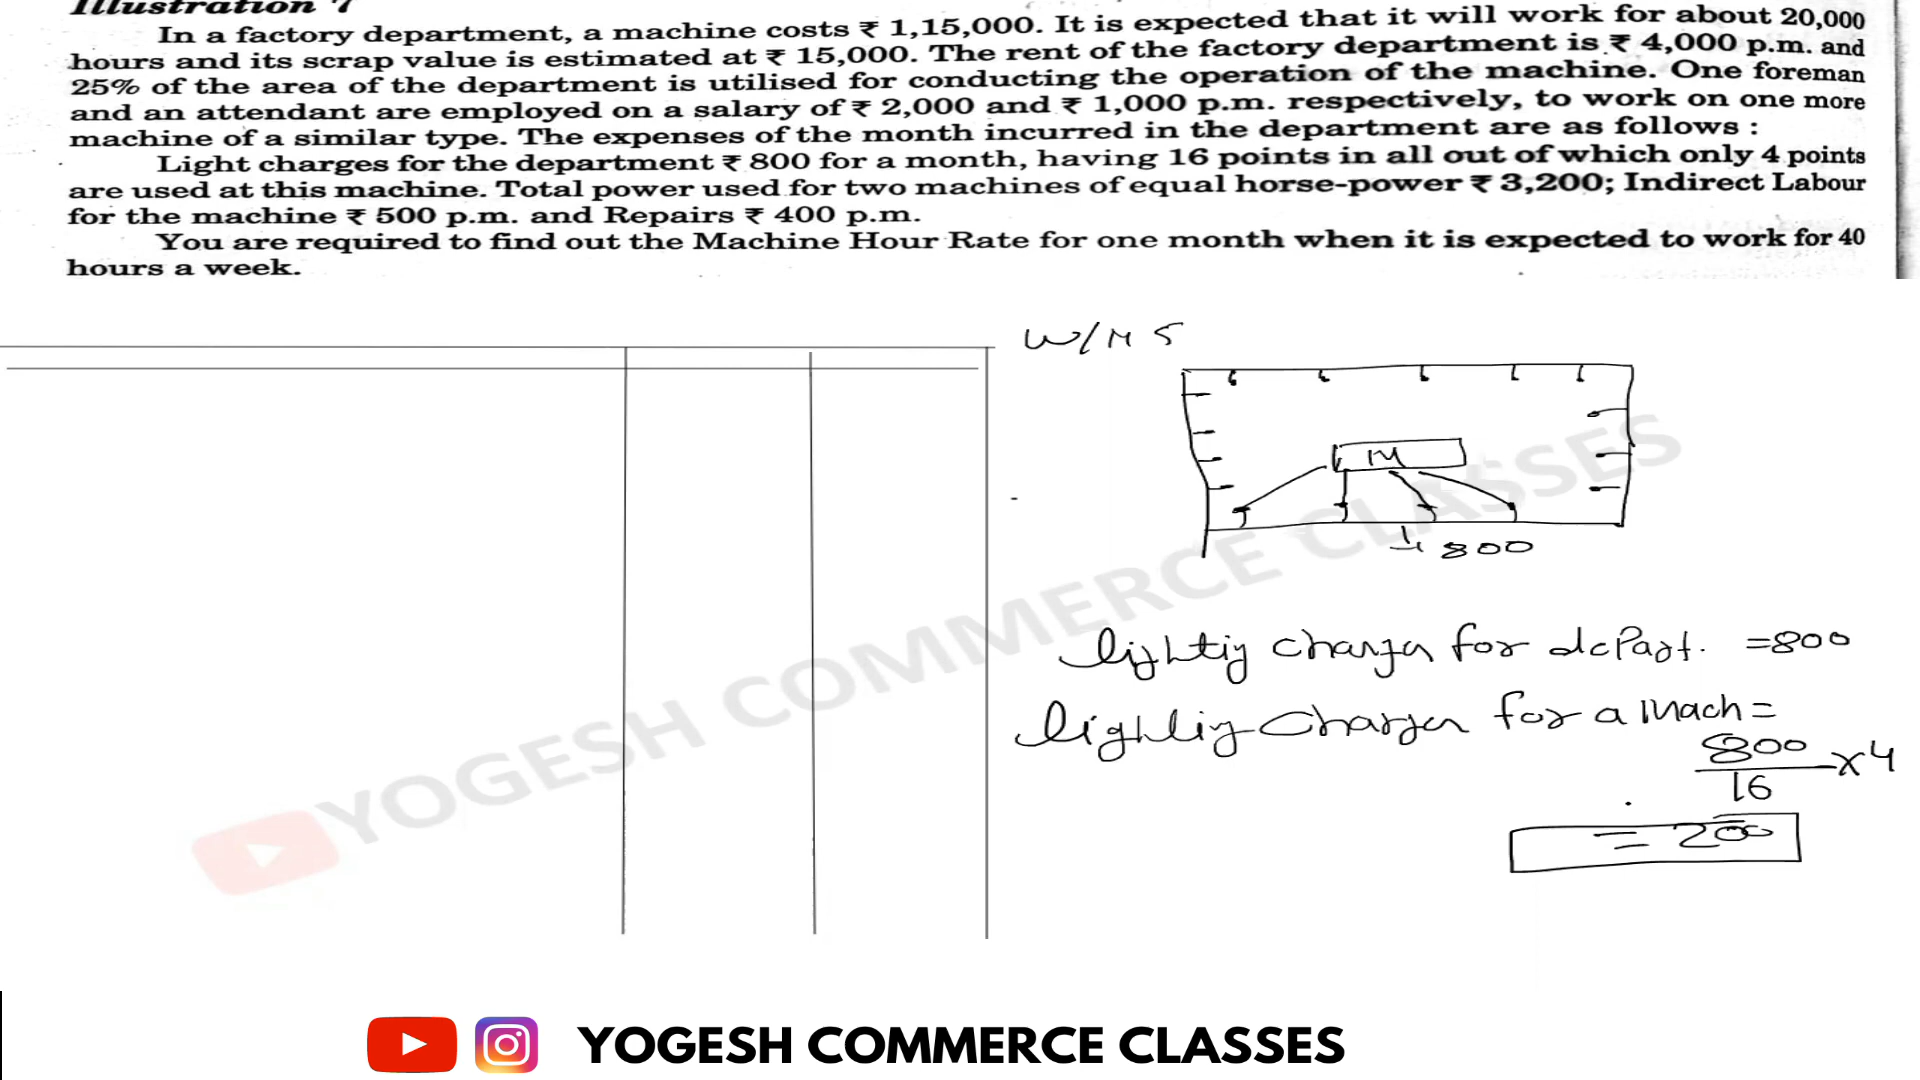 Illustration 7
In a factory department, a machine costs ₹ 1,15,000. It is expected that it will work for about 20,000
hours and its scrap value is estimated at ₹ 15,000. The rent of the factory department is ₹ 4,000 p.m. and
25% of the area of the department is utilised for conducting the operation of the machine. One foreman
and an attendant are employed on a salary of ₹ 2,000 and ₹ 1,000 p.m. respectively, to work on one more
machine of a similar type. The expenses of the month incurred in the department are as follows :
Light charges for the department ₹ 800 for a month, having 16 points in all out of which only 4 points
are used at this machine. Total power used for two machines of equal horse-power ₹ 3,200; Indirect Labour
for the machine ₹ 500 p.m. and Repairs ₹ 400 p.m.
You are required to find out the Machine Hour Rate for one month when it is expected to work for 40
hours a week.
W/N 5
M
800
lighting charges for depart. =800
lighting charges for a mach =
800
16
x4
= 200
YOGESH COMMERCE CLASSES
YOGESH COMMERCE CLASSES